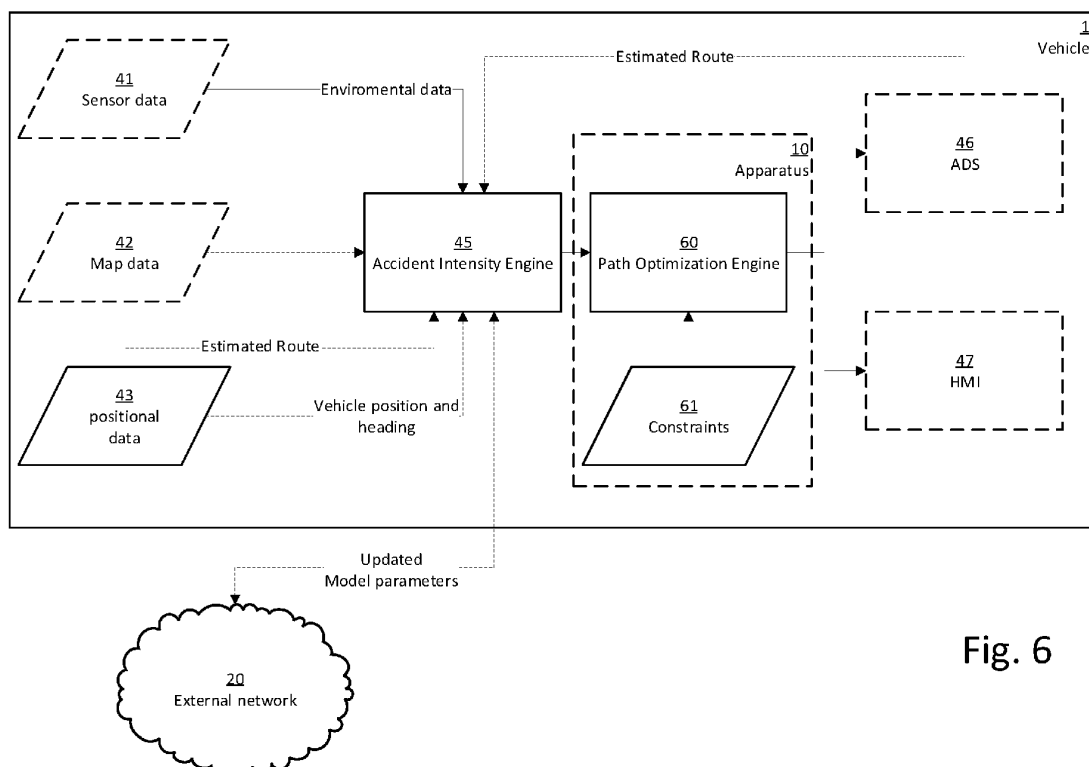 1
Vehicle
Estimated Route
41
Sensor data
Enviromental data
46
ADS
10
Apparatus
42
Map data
45
Accident Intensity Engine
60
Path Optimization Engine
Estimated Route
43
positional
data
Vehicle position and
heading
61
Constraints
47
HMI
Updated
Model parameters
20
External network
Fig. 6